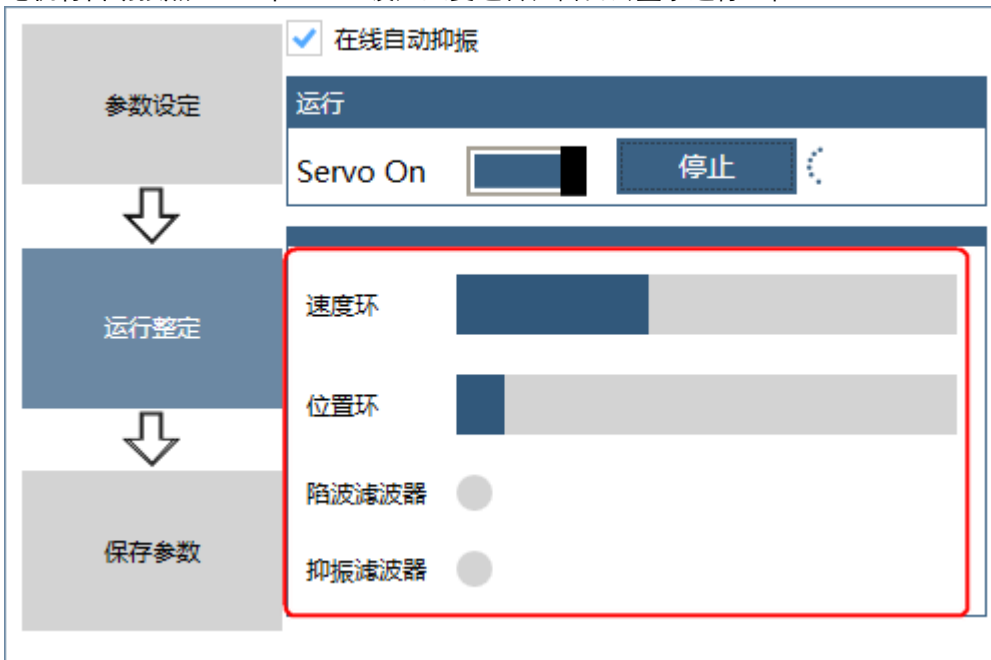 在线自动抑振
参数设定
运行
Servo On
停止
运行整定
速度环
位置环
陷波滤波器
保存参数
抑振滤波器